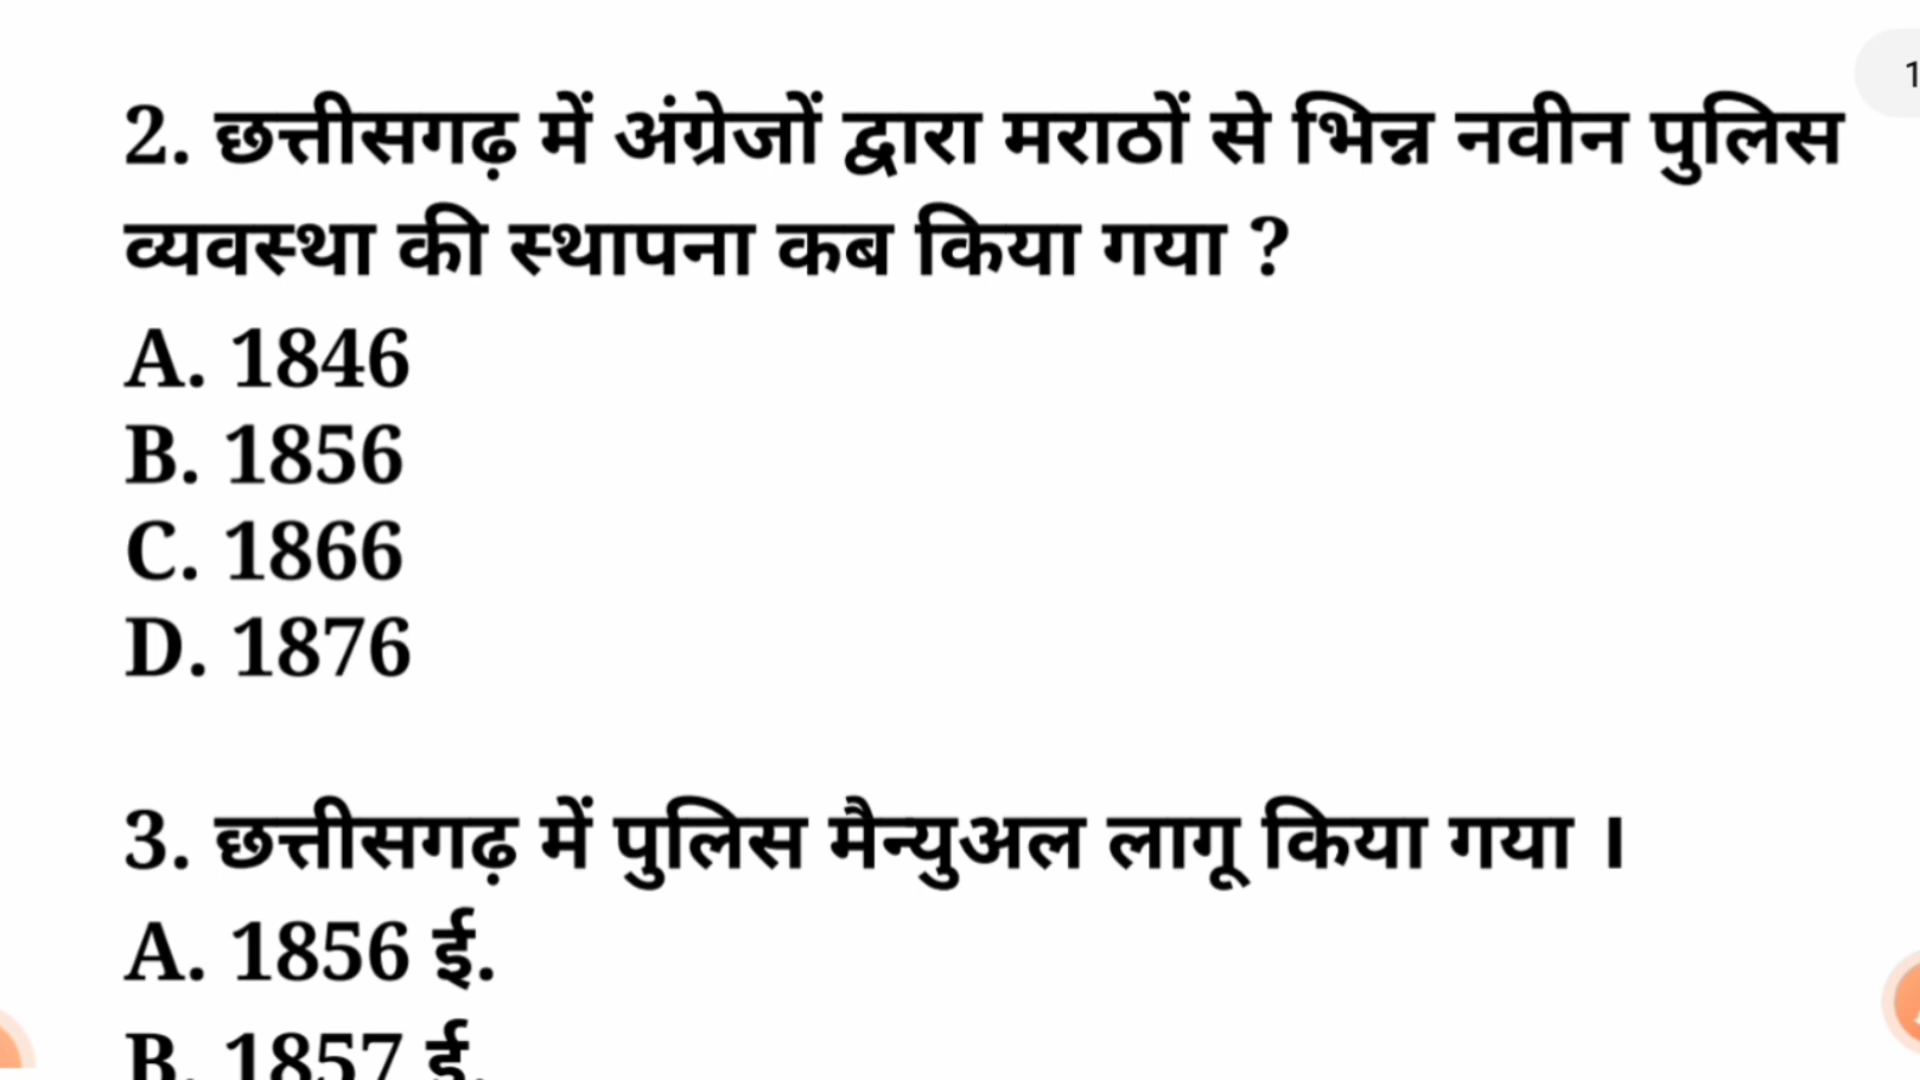 1
2. छत्तीसगढ़ में अंग्रेजों द्वारा मराठों से भिन्न नवीन पुलिस
व्यवस्था की स्थापना कब किया गया ?
A. 1846
B. 1856
C. 1866
D. 1876
3. छत्तीसगढ़ में पुलिस मैन्युअल लागू किया गया ।
A. 1856 ई.
B. 1857 ई.